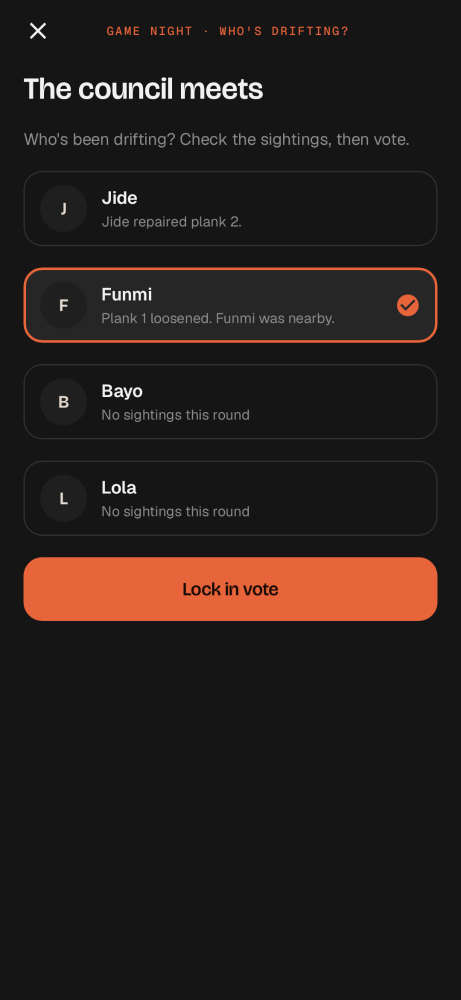 GAME NIGHT · WHO'S DRIFTING?
The council meets
Who's been drifting? Check the sightings, then vote.
J
Jide
Jide repaired plank 2.
F
Funmi
Plank 1 loosened. Funmi was nearby.
B
Bayo
No sightings this round
L
Lola
No sightings this round
Lock in vote